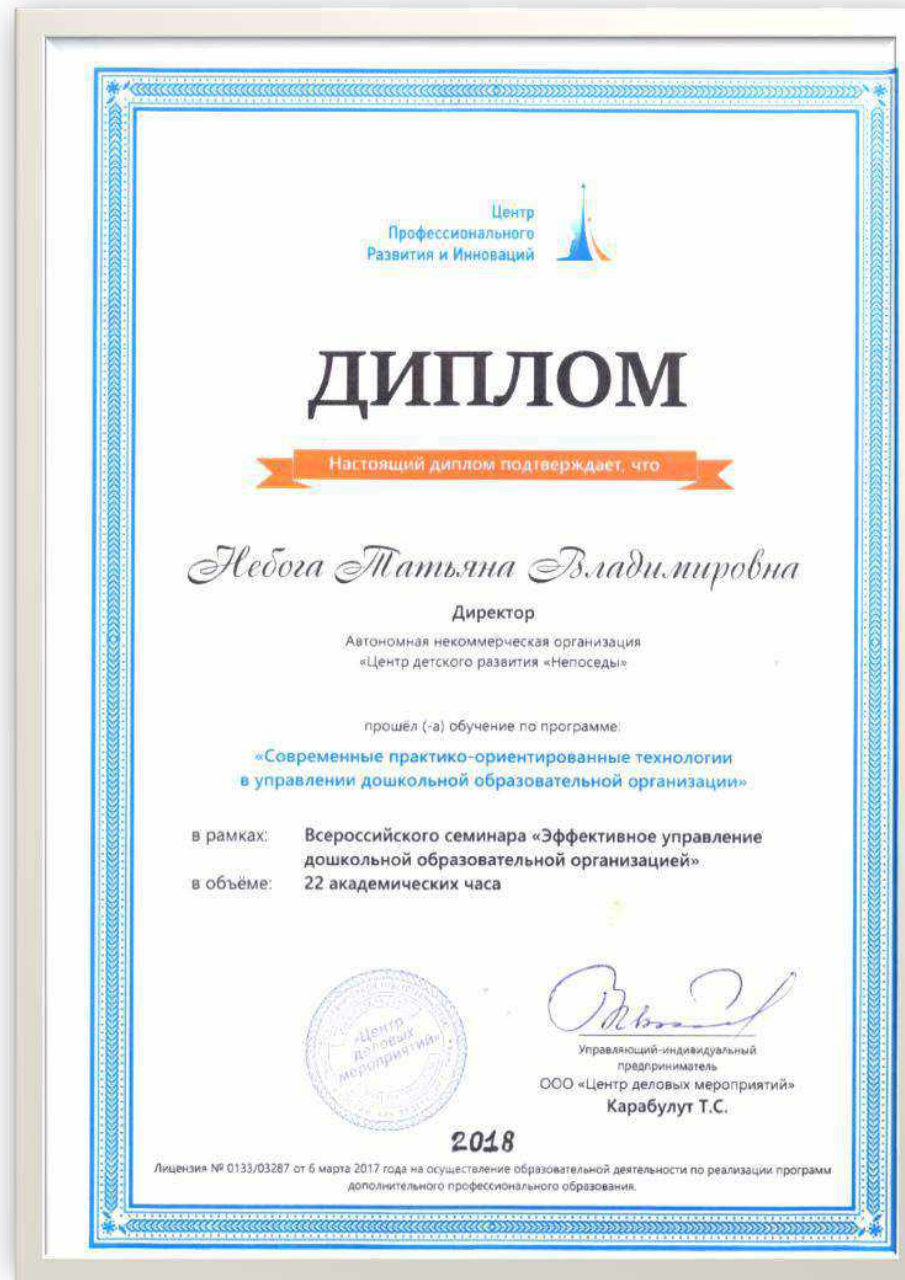 Центр
Профессионального
Развития и Инноваций
ДИПЛОМ
Настоящий диплом подтверждает, что
Небога Татьяна Владимировна
Директор
Автономная некоммерческая организация
«Центр детского развития «Непоседы»
прошёл (-а) обучение по программе:
«Современные практико-ориентированные технологии
в управлении дошкольной образовательной организации»
в рамках: Всероссийского семинара «Эффективное управление
дошкольной образовательной организацией»
в объёме: 22 академических часа
«Центр
деловых
мероприятий»
Управляющий-индивидуальный
предприниматель
ООО «Центр деловых мероприятий»
Карабулут Т.С.
2018
Лицензия № 0133/03287 от 6 марта 2017 года на осуществление образовательной деятельности по реализации программ
дополнительного профессионального образования.